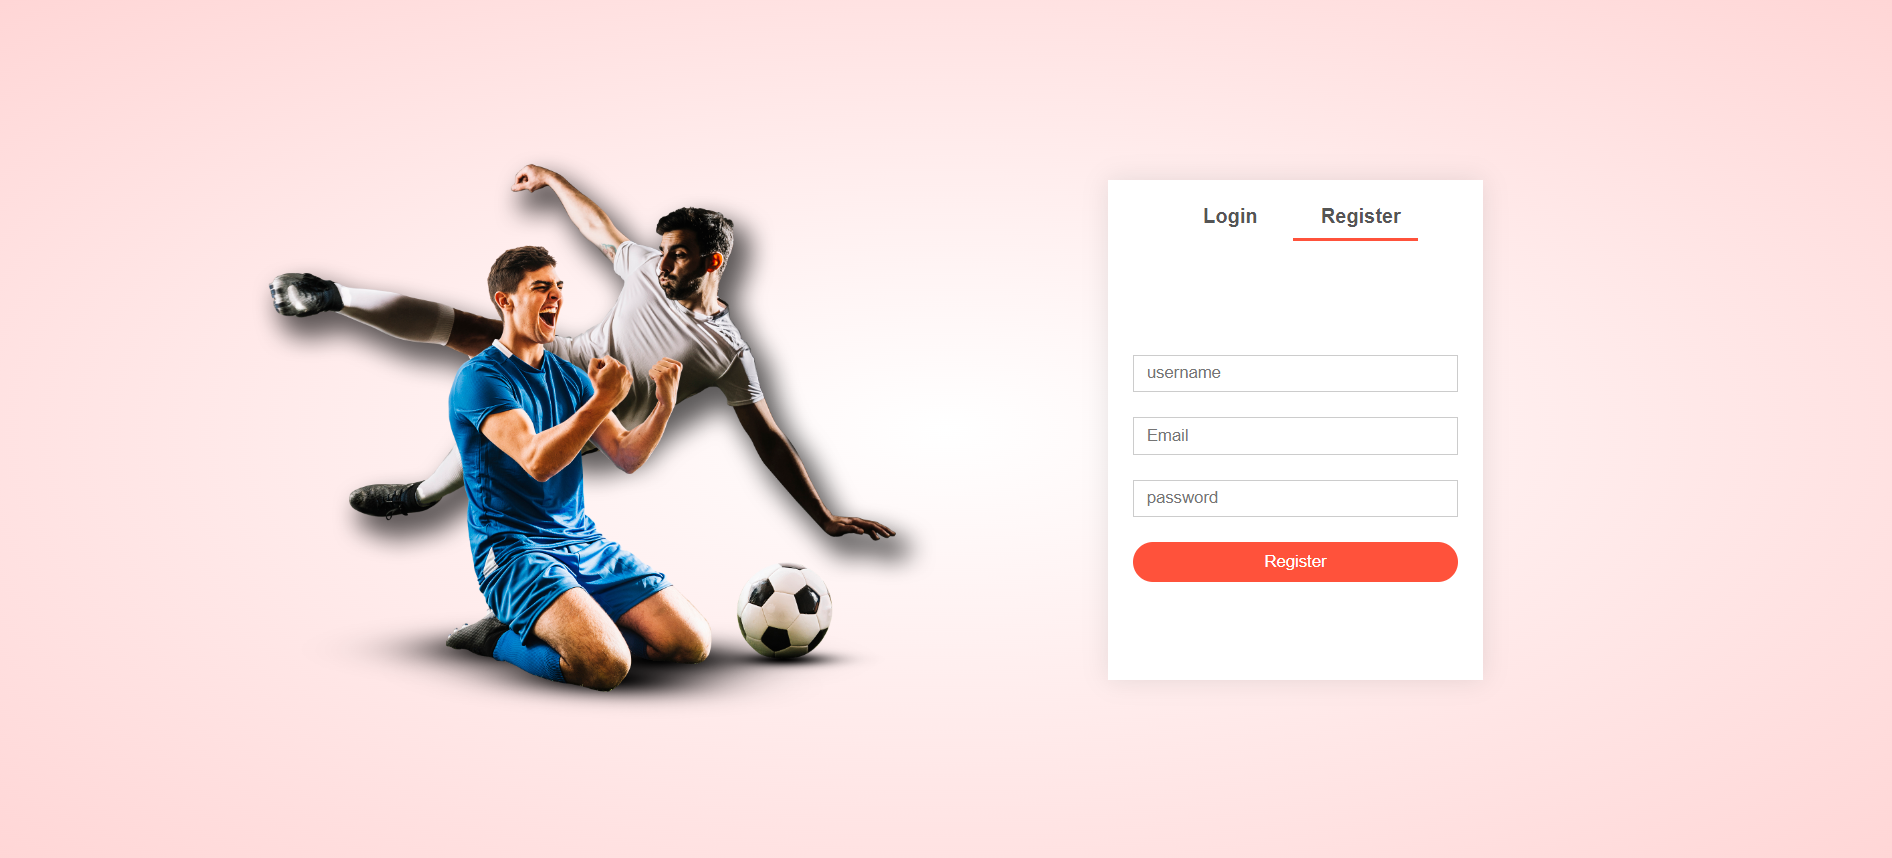 Login Register
username
Email
password
Register